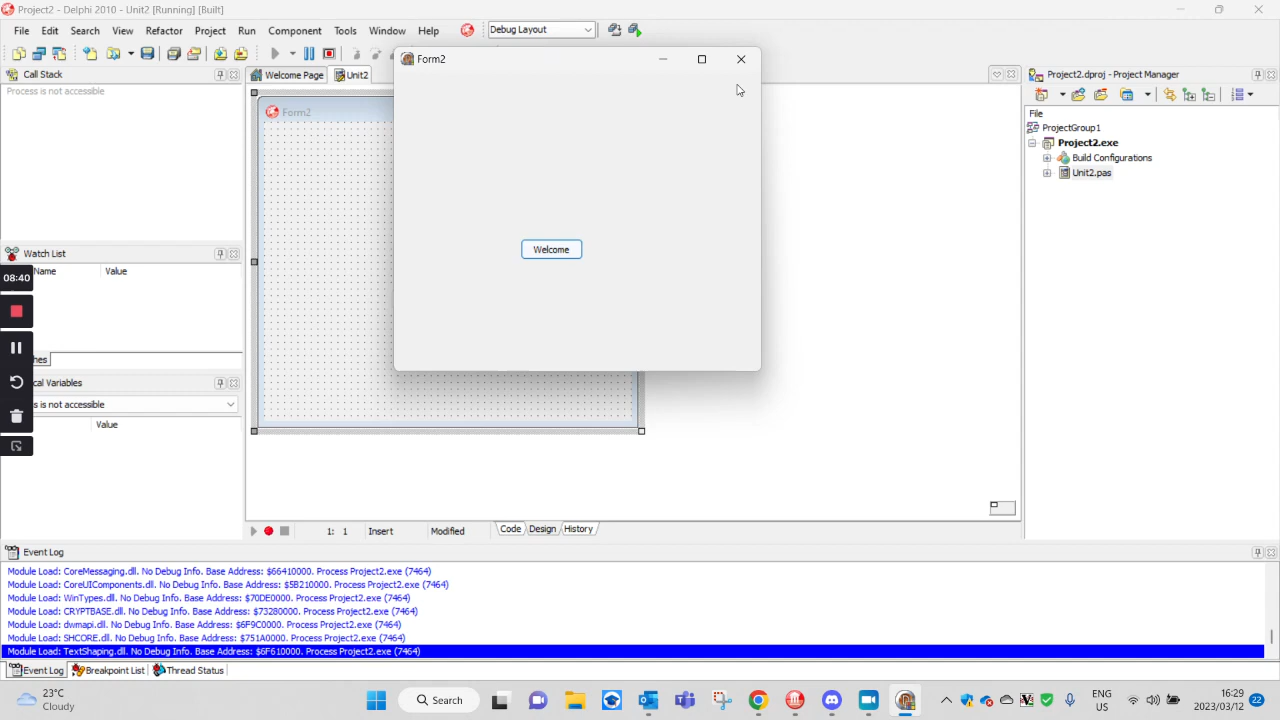 Project2 - Delphi 2010 - Unit2 [Running] [Built]
File Edit Search View Refactor Project Run Component Tools Window Help
Debug Layout
Call Stack
Process is not accessible
Welcome Page Unit2
Form2
Form2
Welcome
Project2.dproj - Project Manager
File
ProjectGroup1
Project2.exe
Build Configurations
Unit2.pas
Watch List
Name Value
08:40
hes
cal Variables
s is not accessible
Value
1: 1 Insert Modified Code Design History
Event Log
Module Load: CoreMessaging.dll. No Debug Info. Base Address: $66410000. Process Project2.exe (7464)
Module Load: CoreUIComponents.dll. No Debug Info. Base Address: $5B210000. Process Project2.exe (7464)
Module Load: WinTypes.dll. No Debug Info. Base Address: $70DE0000. Process Project2.exe (7464)
Module Load: CRYPTBASE.dll. No Debug Info. Base Address: $73280000. Process Project2.exe (7464)
Module Load: dwmapi.dll. No Debug Info. Base Address: $6F9C0000. Process Project2.exe (7464)
Module Load: SHCORE.dll. No Debug Info. Base Address: $751A0000. Process Project2.exe (7464)
Module Load: TextShaping.dll. No Debug Info. Base Address: $6F610000. Process Project2.exe (7464)
Event Log Breakpoint List Thread Status
23°C
Cloudy
Search
ENG
US
16:29
2023/03/12
22